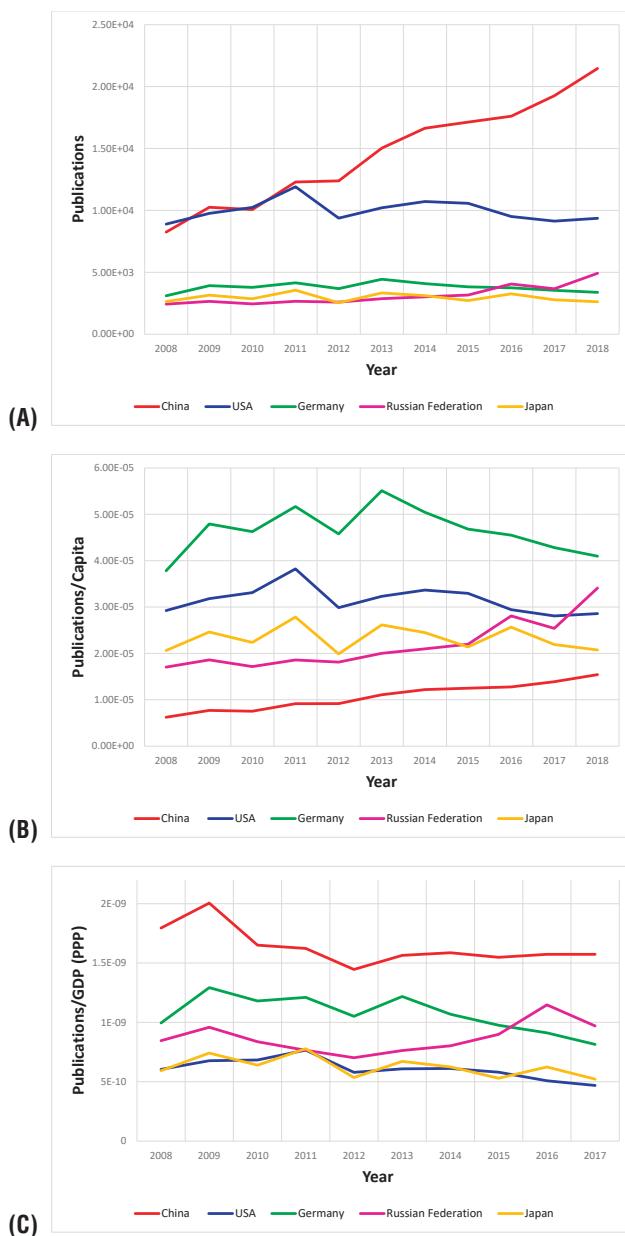 2.50E+04
2.00E+04
1.50E+04
1.00E+04
5.00E+03
0.00E+00
Publications
2008 2009 2010 2011 2012 2013 2014 2015 2016 2017 2018
Year
China USA Germany Russian Federation Japan
(A)
6.00E-05
5.00E-05
4.00E-05
3.00E-05
2.00E-05
1.00E-05
0.00E+00
Publications/Capita
2008 2009 2010 2011 2012 2013 2014 2015 2016 2017 2018
Year
China USA Germany Russian Federation Japan
(B)
2E-09
1.5E-09
1E-09
5E-10
0
Publications/GDP (PPP)
2008 2009 2010 2011 2012 2013 2014 2015 2016 2017
Year
China USA Germany Russian Federation Japan
(C)